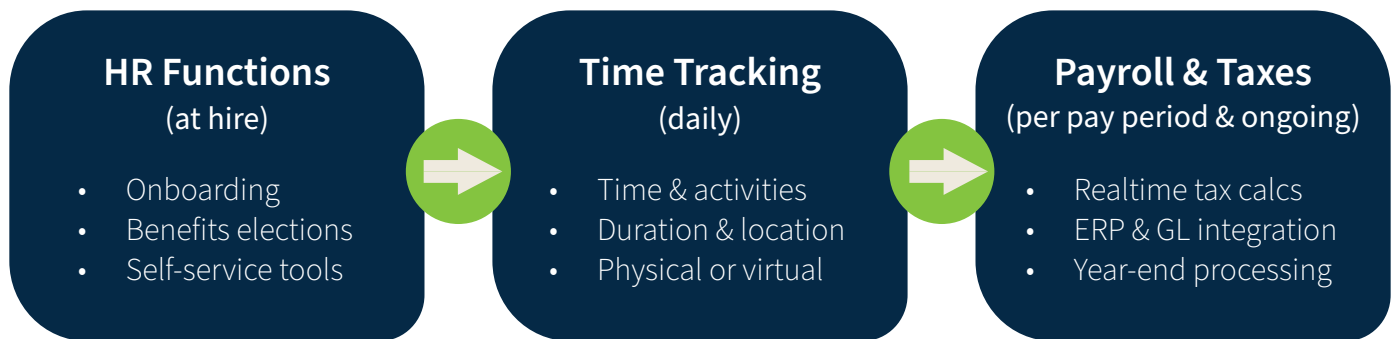 HR Functions
(at hire)
• Onboarding
• Benefits elections
• Self-service tools
Time Tracking
(daily)
• Time & activities
• Duration & location
• Physical or virtual
Payroll & Taxes
(per pay period & ongoing)
• Realtime tax calcs
• ERP & GL integration
• Year-end processing